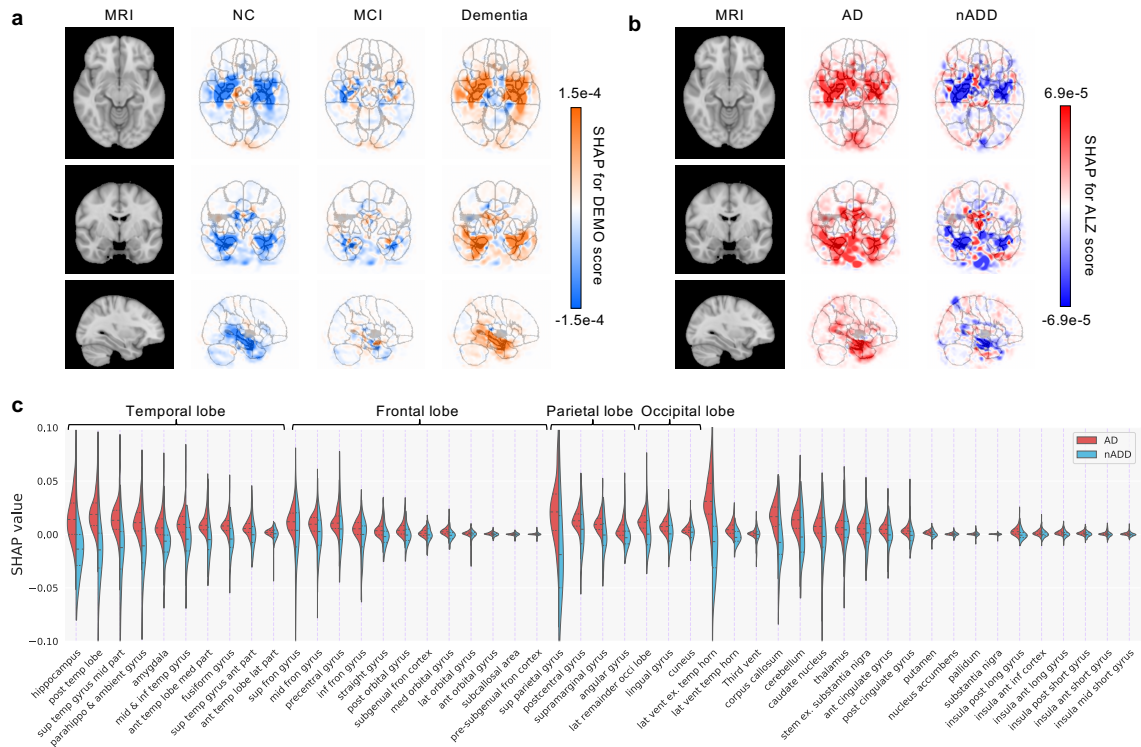 a
MRI
NC
MCI
Dementia
1.5e-4
SHAP for DEMO score
-1.5e-4
b
MRI
AD
nADD
6.9e-5
SHAP for ALZ score
-6.9e-5
c
Temporal lobe
Frontal lobe
Parietal lobe
Occipital lobe
SHAP value
0.10
0.05
0.00
−0.05
−0.10
AD
nADD
hippocampus
post temp lobe
sup temp gyrus mid part
parahippo & ambient gyrus
amygdala
mid & inf temp gyrus
ant temp lobe med part
fusiform gyrus
sup temp gyrus ant part
ant temp lobe lat part
sup fron gyrus
mid fron gyrus
precentral gyrus
inf fron gyrus
straight gyrus
post orbital gyrus
subgenual fron cortex
med orbital gyrus
lat orbital gyrus
ant orbital gyrus
subcallosal area
pre-subgenual fron cortex
sup parietal gyrus
postcentral gyrus
supramarginal gyrus
angular gyrus
lat remainder occi lobe
lingual gyrus
cuneus
lat vent ex. temp horn
lat vent temp horn
Third vent
corpus callosum
cerebellum
caudate nucleus
thalamus
stem ex. substantia nigra
ant cingulate gyrus
post cingulate gyrus
putamen
nucleus accumbens
pallidum
substantia nigra
insula post long gyrus
insula ant inf cortex
insula ant long gyrus
insula post short gyrus
insula ant short gyrus
insula mid short gyrus